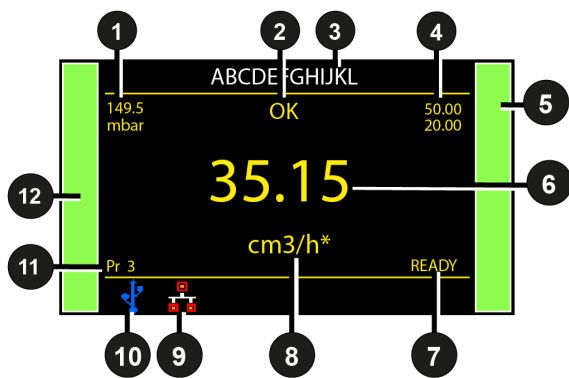 1 2 3 4
ABCDEFGHIJKL
149.5 OK 50.00
mbar 20.00
5
35.15
6
12
cm3/h*
11 Pr 3 READY
10 9 8 7